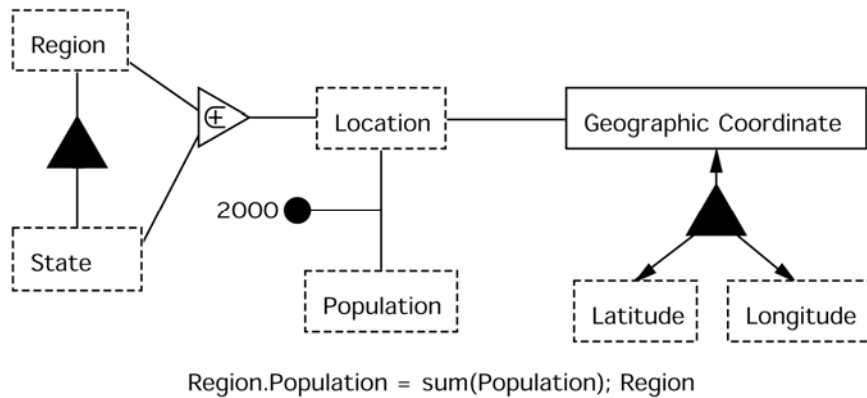 Region
Location
Geographic Coordinate
2000
State
Population
Latitude
Longitude
Region.Population = sum(Population); Region